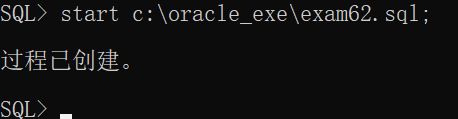 SQL> start c:\oracle_exe\exam62.sql;
过程已创建。
SQL>